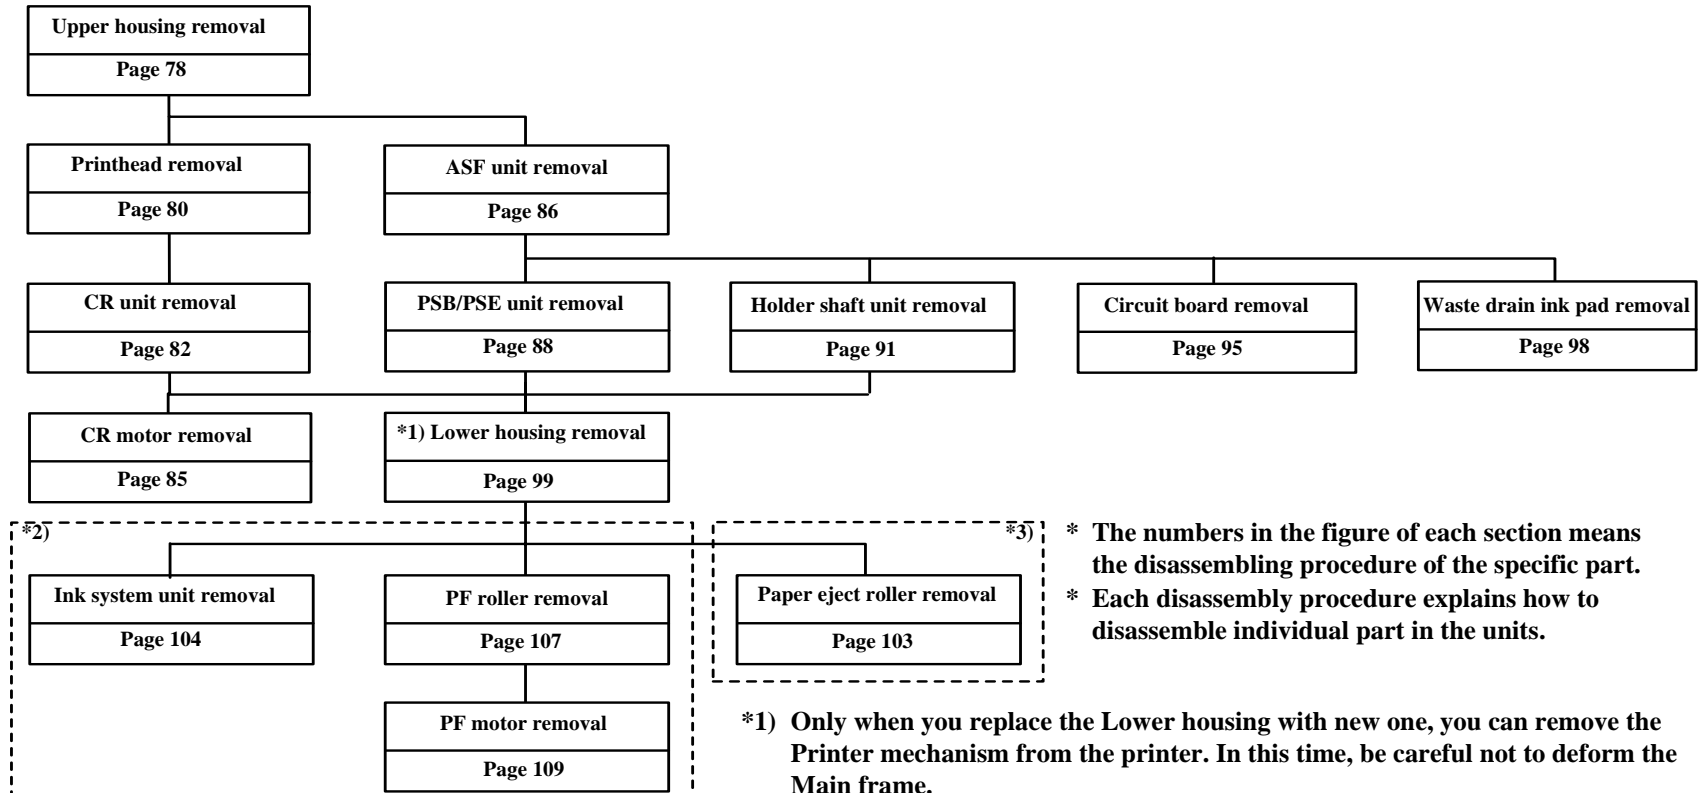 Upper housing removal
Page 78
Printhead removal
Page 80
ASF unit removal
Page 86
CR unit removal
Page 82
PSB/PSE unit removal
Page 88
Holder shaft unit removal
Page 91
Circuit board removal
Page 95
Waste drain ink pad removal
Page 98
CR motor removal
Page 85
*1) Lower housing removal
Page 99
*2)
Ink system unit removal
Page 104
PF roller removal
Page 107
PF motor removal
Page 109
*3)
Paper eject roller removal
Page 103
* The numbers in the figure of each section means
the disassembling procedure of the specific part.
* Each disassembly procedure explains how to
disassemble individual part in the units.
*1) Only when you replace the Lower housing with new one, you can remove the
Printer mechanism from the printer. In this time, be careful not to deform the
Main frame.